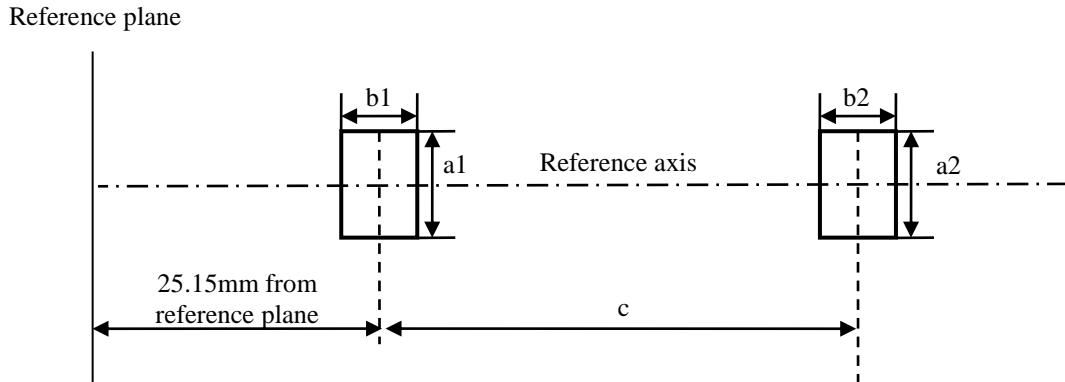 Reference plane
b1
b2
a1
Reference axis
a2
25.15mm from
reference plane
c